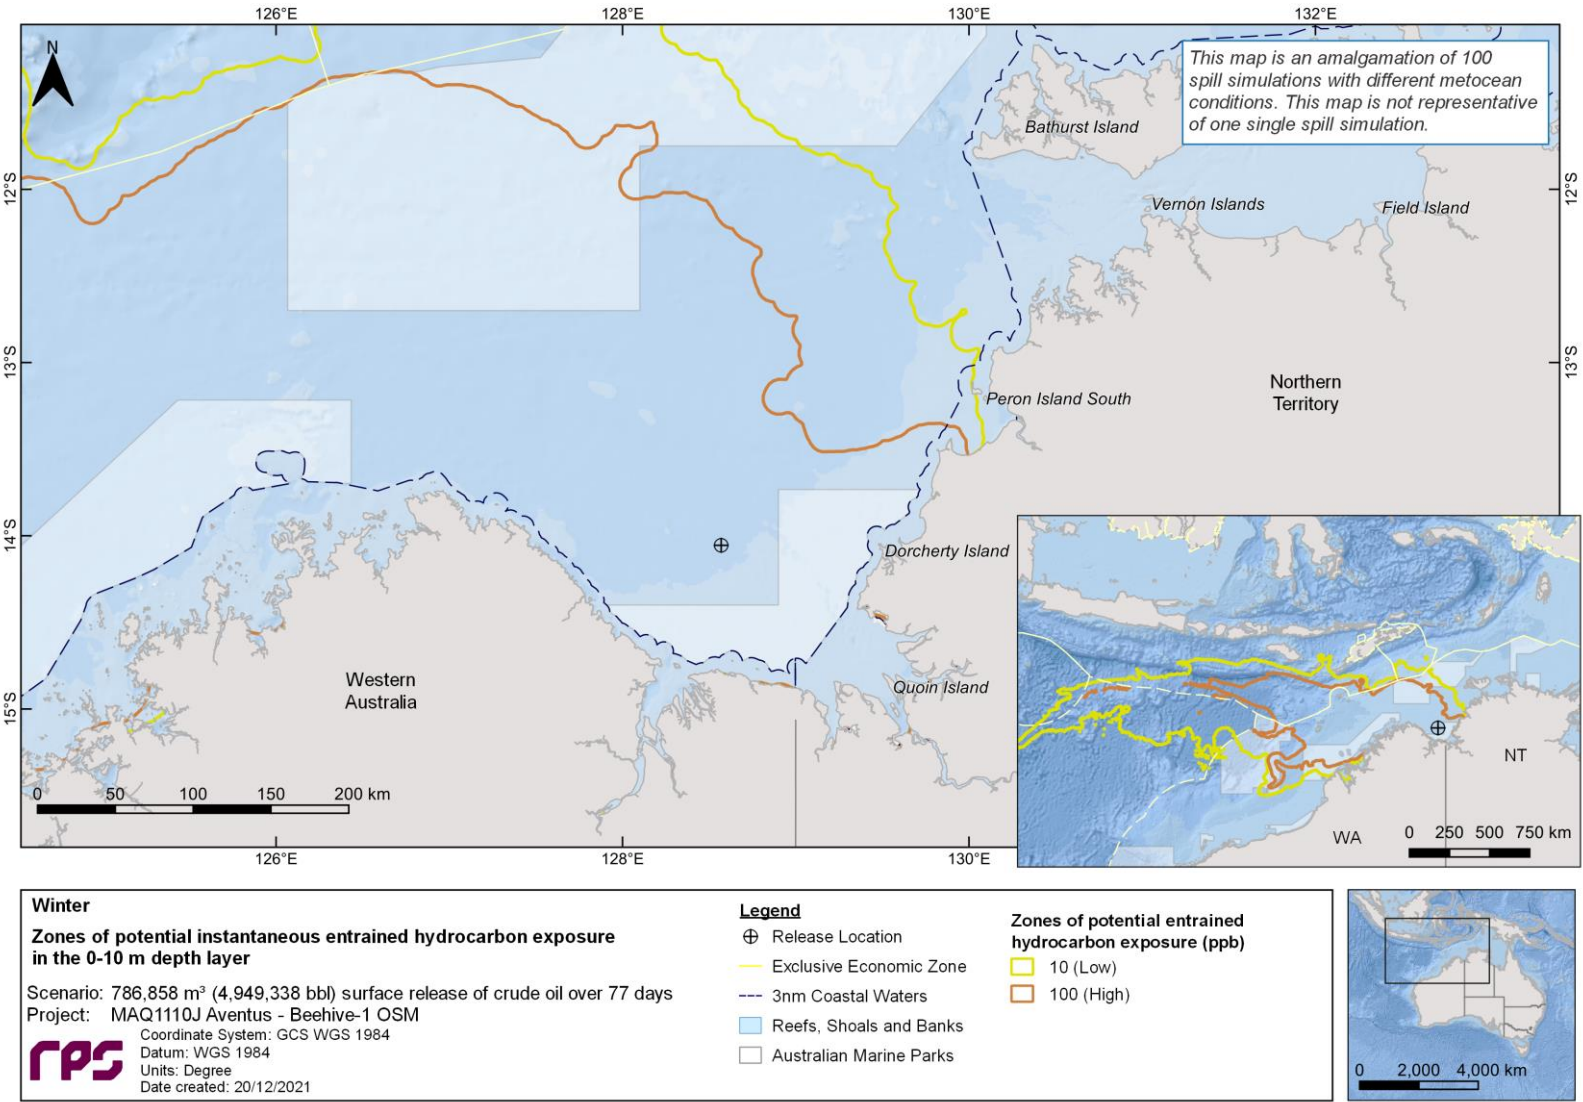 126°E
128°E
130°E
132°E
N
This map is an amalgamation of 100
spill simulations with different metocean
conditions. This map is not representative
of one single spill simulation.
Bathurst Island
12°S
12°S
Vernon Islands
Field Island
13°S
13°S
Northern
Territory
Peron Island South
14°S
Dorcherty Island
Quoin Island
Western
Australia
15°S
0 50 100 150 200 km
126°E
128°E
130°E
NT
WA
0 250 500 750 km
Winter
Zones of potential instantaneous entrained hydrocarbon exposure
in the 0-10 m depth layer
Scenario: 786,858 m³ (4,949,338 bbl) surface release of crude oil over 77 days
Project: MAQ1110J Aventus - Beehive-1 OSM
rps
Coordinate System: GCS WGS 1984
Datum: WGS 1984
Units: Degree
Date created: 20/12/2021
Legend
Release Location
Exclusive Economic Zone
3nm Coastal Waters
Reefs, Shoals and Banks
Australian Marine Parks
Zones of potential entrained
hydrocarbon exposure (ppb)
10 (Low)
100 (High)
0 2,000 4,000 km